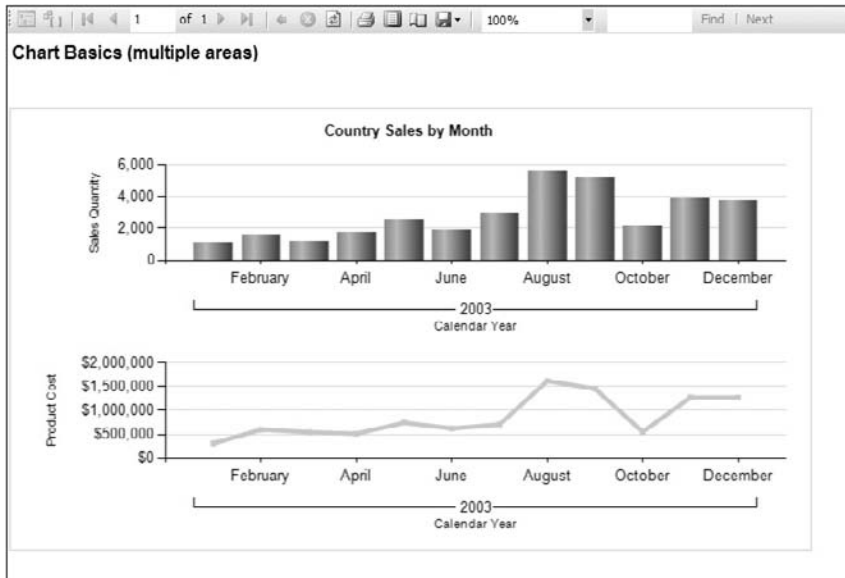 1 of 1 100% Find | Next
Chart Basics (multiple areas)
Country Sales by Month
Sales Quantity
6,000
4,000
2,000
0
February April June August October December
2003
Calendar Year
Product Cost
$2,000,000
$1,500,000
$1,000,000
$500,000
$0
February April June August October December
2003
Calendar Year